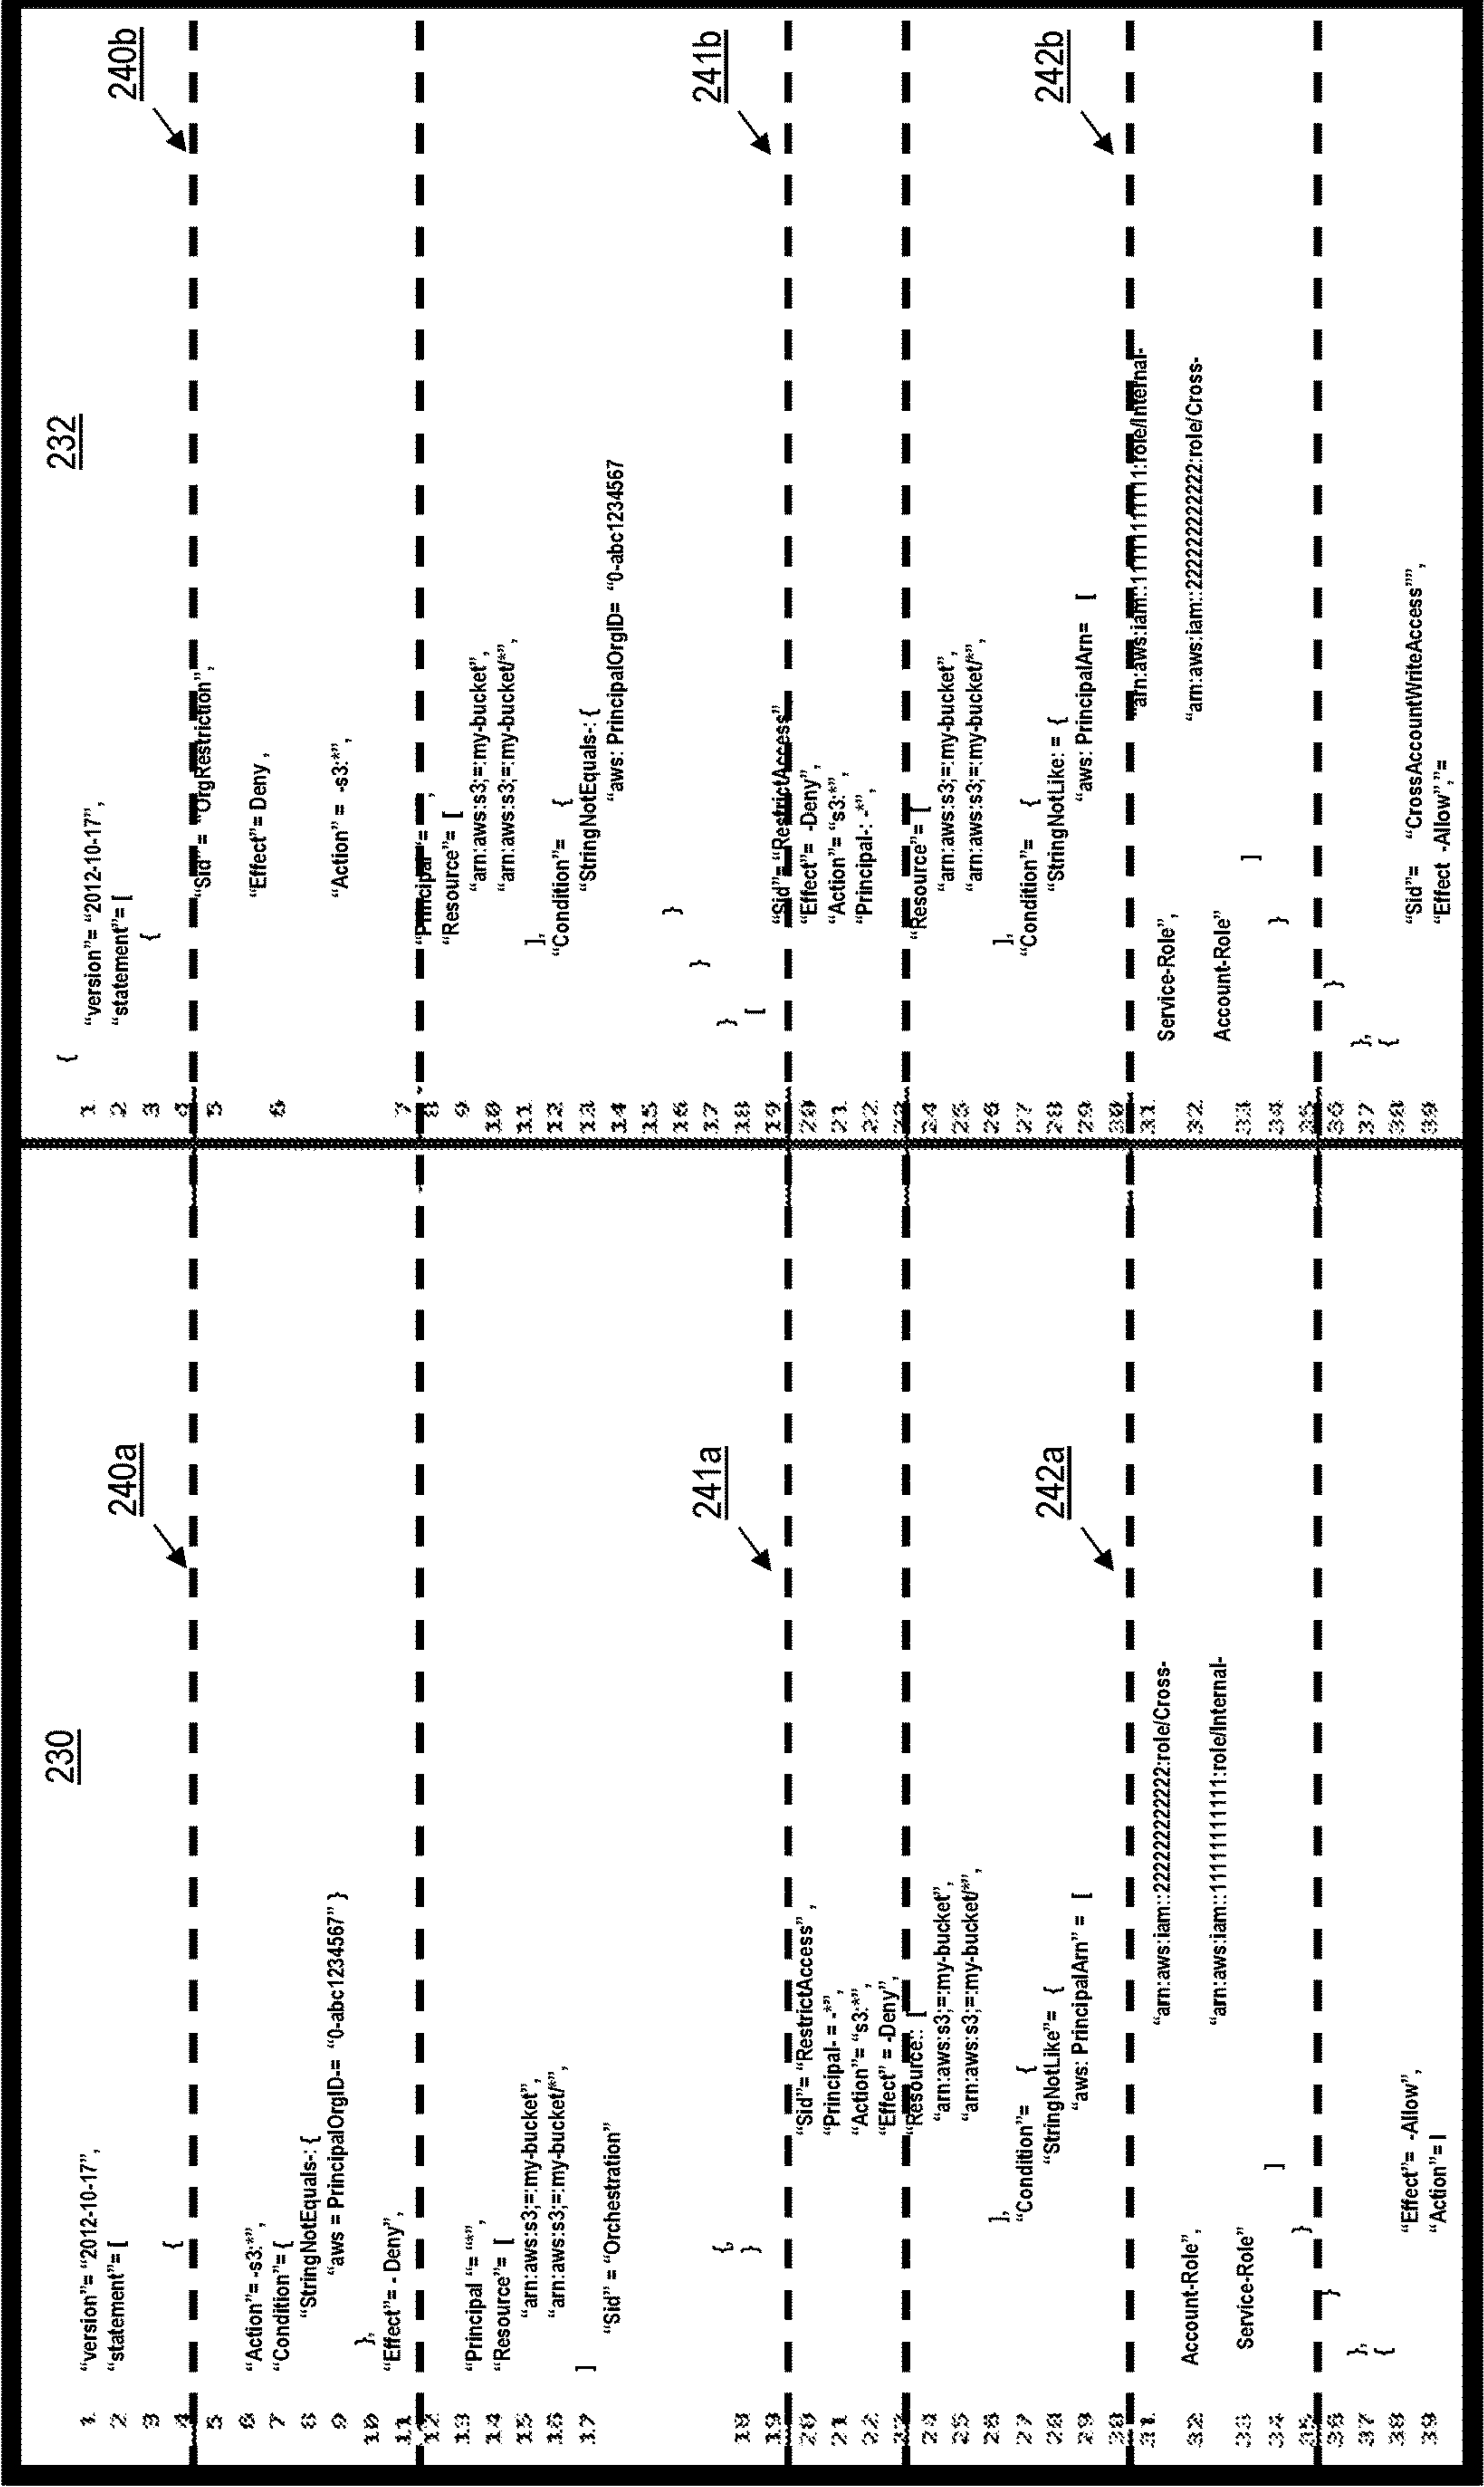 230
240a
1
2
3
4
5
6
7
8
9
10
11
12
13
14
15
16
17
18
19
20
21
22
23
24
25
26
27
28
29
30
31
32
33
34
35
36
37
38
39
“version”= “2012-10-17”,
“statement”= [
{
“Action”= -s3:*”,
“Condition”= {
“StringNotEquals-: {
“aws = PrincipalOrgID-= “0-abc1234567” }
},
“Effect”= - Deny”,
“Principal “= “*” ,
“Resource”= [
“arn:aws:s3;=:my-bucket”,
“arn:aws:s3;=:my-bucket/*” ,
]
“Sid” = “Orchestration”
{,
}
241a
“Sid”= “RestrictAccess” ,
“Principal- = -*” ,
“Action”= “s3:*” ,
“Effect” = -Deny”,
“Resource:: [
“arn:aws:s3;=:my-bucket”,
“arn:aws:s3;=:my-bucket/*” ,
],
“Condition”= {
“StringNotLike”= {
“aws: PrincipalArn” = [
242a
“arn:aws:iam::222222222222:role/Cross-
Account-Role”,
“arn:aws:iam::111111111111:role/Internal-
Service-Role”
]
}
}
},
{
“Effect”= -Allow”,
“Action”= [
232
240b
1
2
3
4
5
6
7
8
9
10
11
12
13
14
15
16
17
18
19
20
21
22
23
24
25
26
27
28
29
30
31
32
33
34
35
36
37
38
39
{
“version”= “2012-10-17”,
“statement”= [
{
“Sid”= “OrgRestriction”,
“Effect”= Deny ,
“Action” = -s3:*”,
“Principal “= ,
“Resource”= [
“arn:aws:s3;=:my-bucket” ,
“arn:aws:s3;=:my-bucket/*” ,
],
“Condition”= {
“StringNotEquals-: {
“aws: PrincipalOrgID= “0-abc1234567
}
}
}
[
241b
“Sid”= “RestrictAccess”
“Effect”= -Deny”,
“Action”= “s3:*” ,
“Principal-: -*” ,
“Resource”= [
“arn:aws:s3;=:my-bucket” ,
“arn:aws:s3;=:my-bucket/*” ,
],
“Condition”= {
“StringNotLike: = {
“aws: PrincipalArn= [
242b
“arn:aws:iam::111111111111:role/Internal-
Service-Role”,
“arn:aws:iam::222222222222:role/Cross-
Account-Role”
]
}
}
},
{
“Sid”= “CrossAccountWriteAccess”” ,
“Effect -Allow”,=